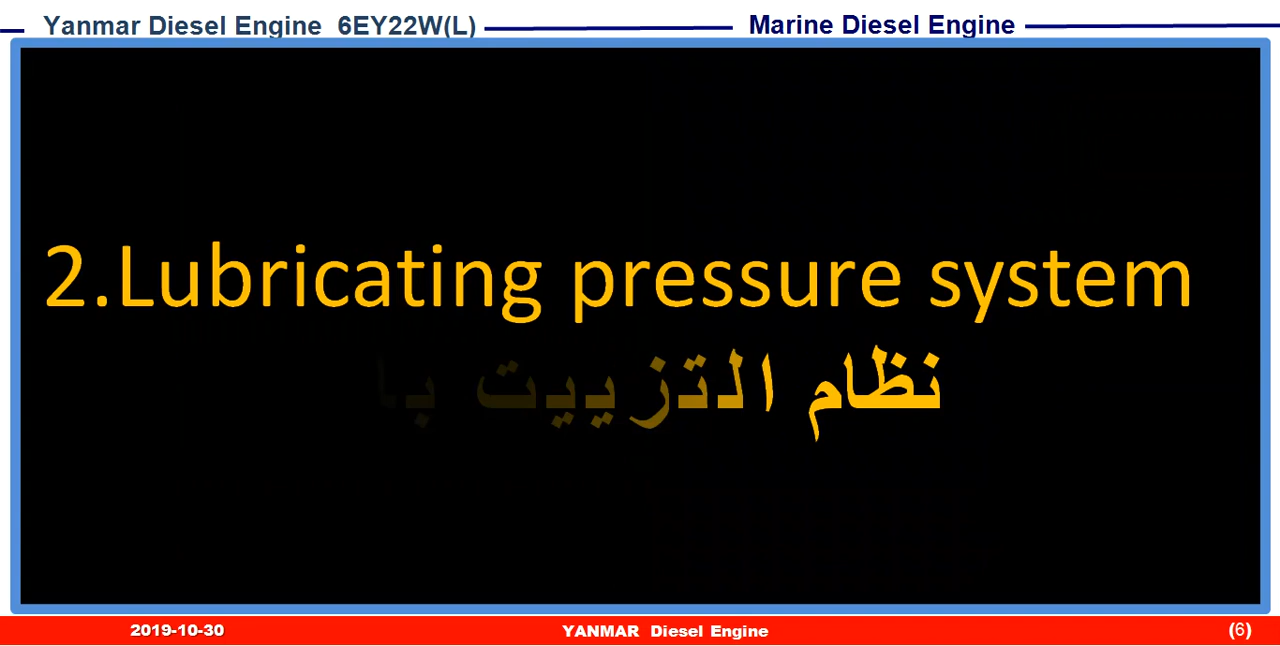 Yanmar Diesel Engine 6EY22W(L)
Marine Diesel Engine
2.Lubricating pressure system
نظام التزييت با
2019-10-30
YANMAR Diesel Engine
(6)